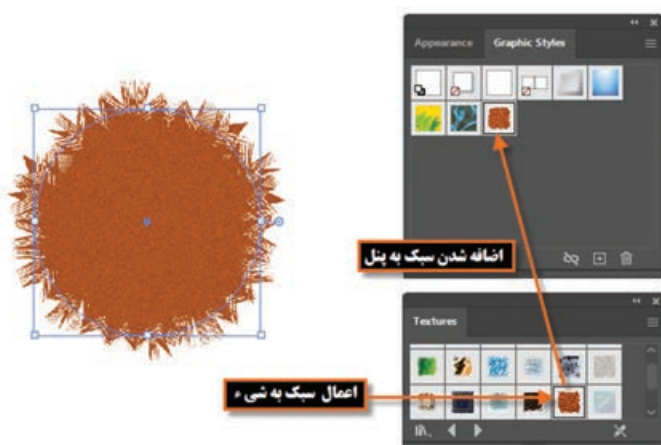 Appearance
Graphic Styles
اضافه شدن سبک به پنل
Textures
اعمال سبک به شیء